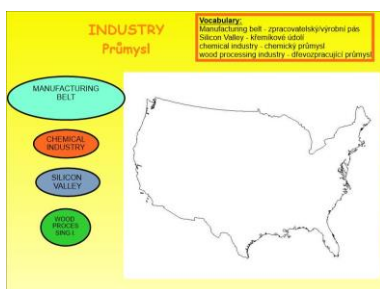 INDUSTRY
Průmysl
Vocabulary:
Manufacturing belt - zpracovatelský/výrobní pás
Silicon Valley - křemíkové údolí
chemical industry - chemický průmysl
wood processing industry - dřevozpracující průmysl
MANUFACTURING
BELT
CHEMICAL
INDUSTRY
SILICON
VALLEY
WOOD
PROCES
SING I.